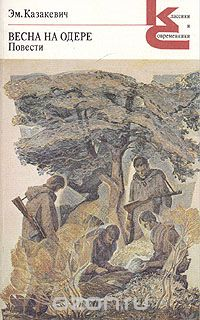 Эм. Казакевич
ВЕСНА НА ОДЕРЕ
Повести
Классики
и
Современники